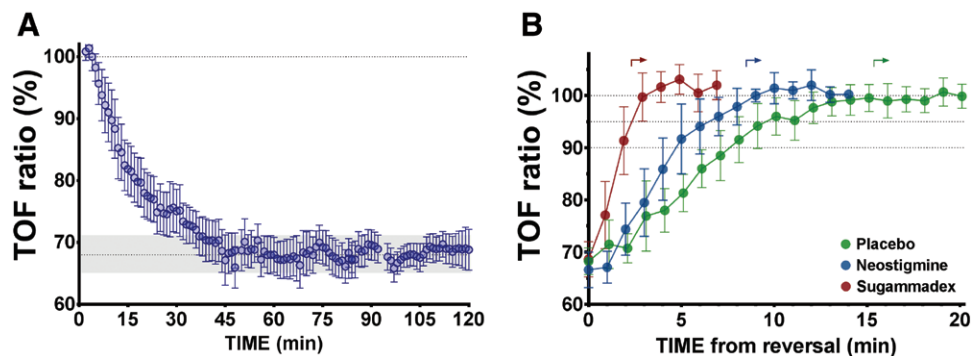 A
TOF ratio (%)
100
90
80
70
60
0 15 30 45 60 75 90 105 120
TIME (min)
B
TOF ratio (%)
100
90
80
70
60
Placebo
Neostigmine
Sugammadex
0 5 10 15 20
TIME from reversal (min)